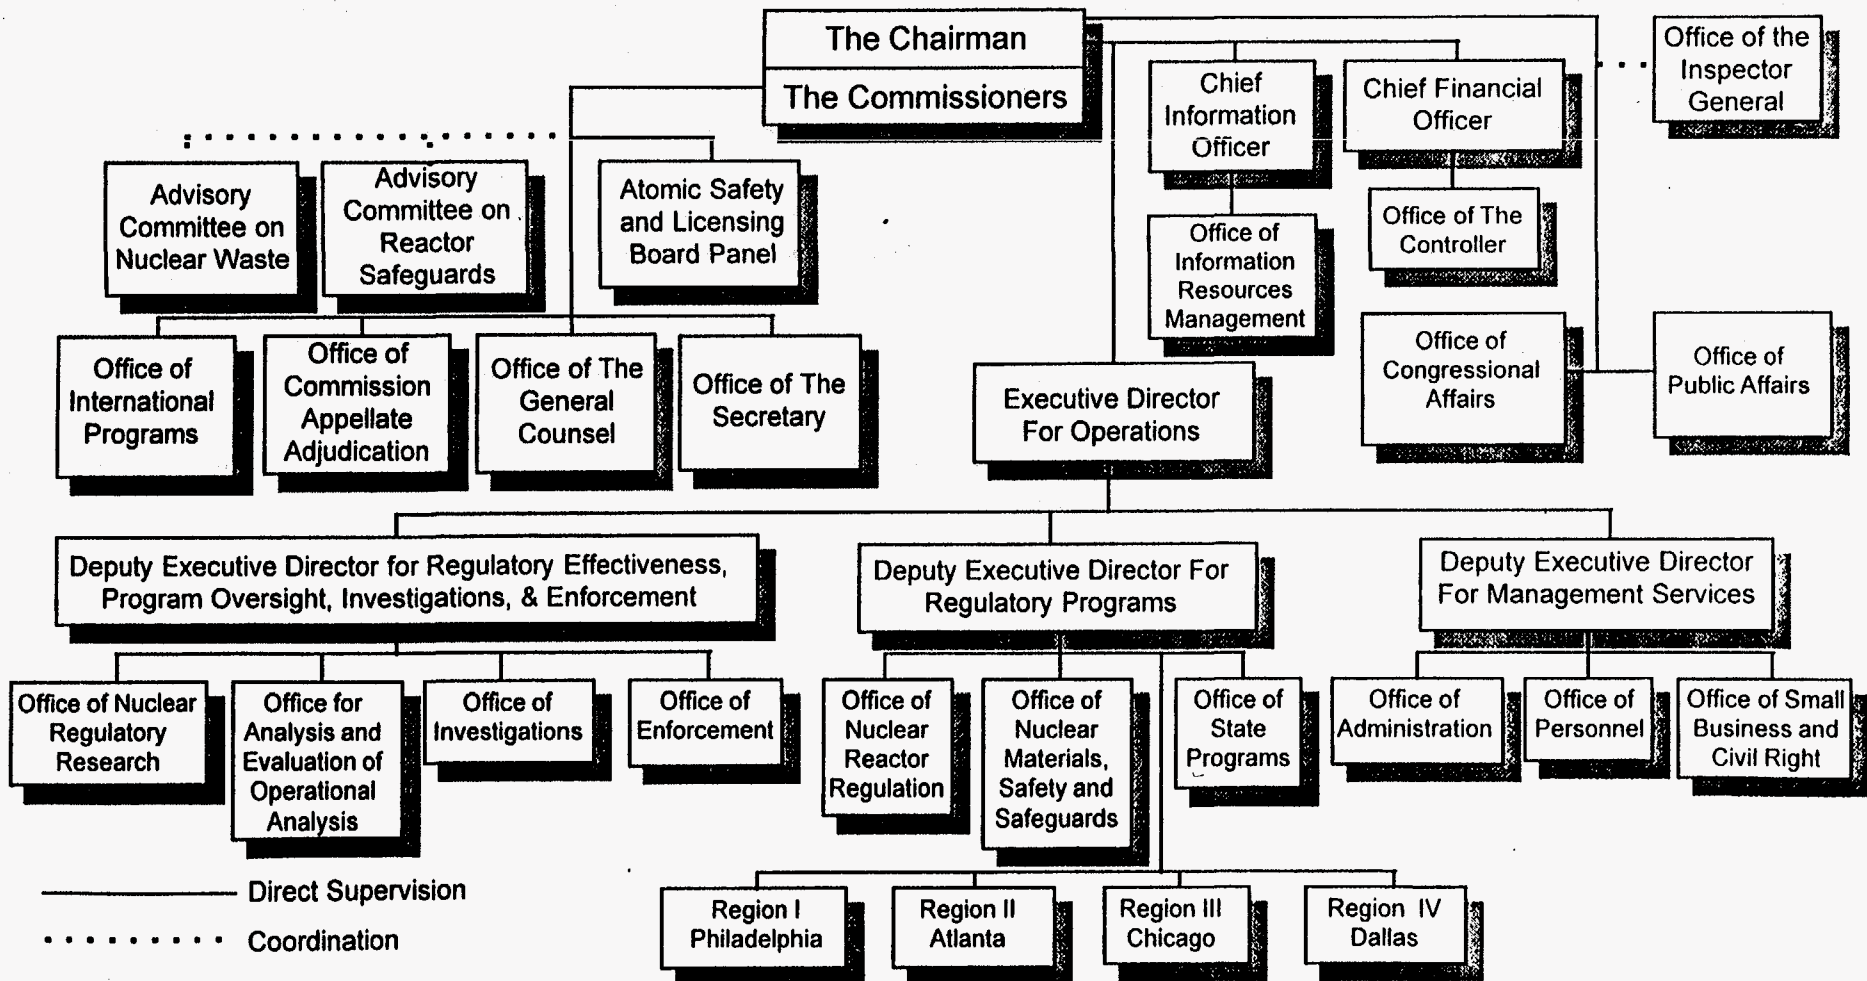 The Chairman
The Commissioners
Chief
Information
Officer
Chief Financial
Officer
Office of the
Inspector
General
Advisory
Committee on
Nuclear Waste
Advisory
Committee on
Reactor
Safeguards
Atomic Safety
and Licensing
Board Panel
Office of
Information
Resources
Management
Office of The
Controller
Office of
International
Programs
Office of
Commission
Appellate
Adjudication
Office of The
General
Counsel
Office of The
Secretary
Executive Director
For Operations
Office of
Congressional
Affairs
Office of
Public Affairs
Deputy Executive Director for Regulatory Effectiveness,
Program Oversight, Investigations, & Enforcement
Deputy Executive Director For
Regulatory Programs
Deputy Executive Director
For Management Services
Office of Nuclear
Regulatory
Research
Office for
Analysis and
Evaluation of
Operational
Analysis
Office of
Investigations
Office of
Enforcement
Office of
Nuclear
Reactor
Regulation
Office of
Nuclear
Materials,
Safety and
Safeguards
Office of
State
Programs
Office of
Administration
Office of
Personnel
Office of Small
Business and
Civil Right
Direct Supervision
Coordination
Region I
Philadelphia
Region II
Atlanta
Region III
Chicago
Region IV
Dallas